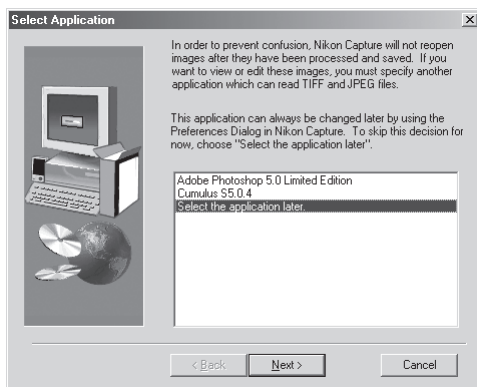 Select Application
In order to prevent confusion, Nikon Capture will not reopen
images after they have been processed and saved. If you
want to view or edit these images, you must specify another
application which can read TIFF and JPEG files.
This application can always be changed later by using the
Preferences Dialog in Nikon Capture. To skip this decision for
now, choose "Select the application later".
Adobe Photoshop 5.0 Limited Edition
Cumulus S5.0.4
Select the application later.
< Back
Next >
Cancel